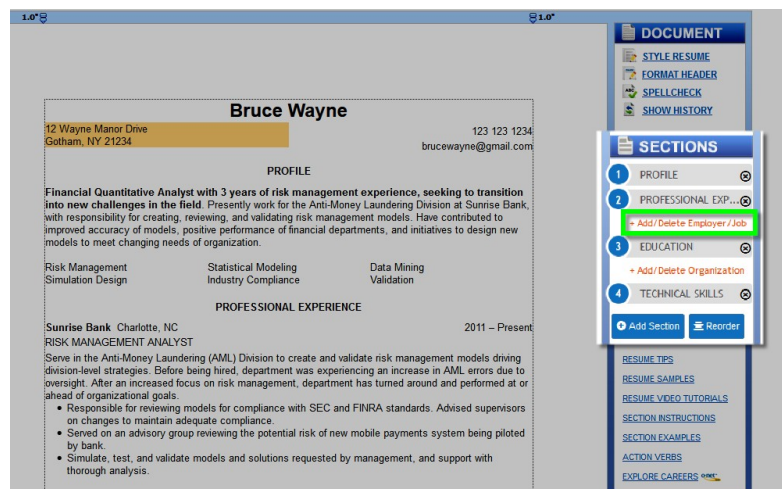 1.0"
1.0"
Bruce Wayne
12 Wayne Manor Drive
123 123 1234
Gotham, NY 21234
brucewayne@gmail.com
PROFILE
Financial Quantitative Analyst with 3 years of risk management experience, seeking to transition
into new challenges in the field. Presently work for the Anti-Money Laundering Division at Sunrise Bank,
with responsibility for creating, reviewing, and validating risk management models. Have contributed to
improved accuracy of models, positive performance of financial departments, and initiatives to design new
models to meet changing needs of organization.
Risk Management Statistical Modeling Data Mining
Simulation Design Industry Compliance Validation
PROFESSIONAL EXPERIENCE
Sunrise Bank Charlotte, NC 2011 – Present
RISK MANAGEMENT ANALYST
Serve in the Anti-Money Laundering (AML) Division to create and validate risk management models driving
division-level strategies. Before being hired, department was experiencing an increase in AML errors due to
oversight. After an increased focus on risk management, department has turned around and performed at or
ahead of organizational goals.
• Responsible for reviewing models for compliance with SEC and FINRA standards. Advised supervisors
on changes to maintain adequate compliance.
• Served on an advisory group reviewing the potential risk of new mobile payments system being piloted
by bank.
• Simulate, test, and validate models and solutions requested by management, and support with
thorough analysis.
DOCUMENT
STYLE RESUME
FORMAT HEADER
SPELLCHECK
SHOW HISTORY
SECTIONS
1 PROFILE
2 PROFESSIONAL EXP...
+ Add/Delete Employer/Job
3 EDUCATION
+ Add/Delete Organization
4 TECHNICAL SKILLS
Add Section
Reorder
RESUME TIPS
RESUME SAMPLES
RESUME VIDEO TUTORIALS
SECTION INSTRUCTIONS
SECTION EXAMPLES
ACTION VERBS
EXPLORE CAREERS